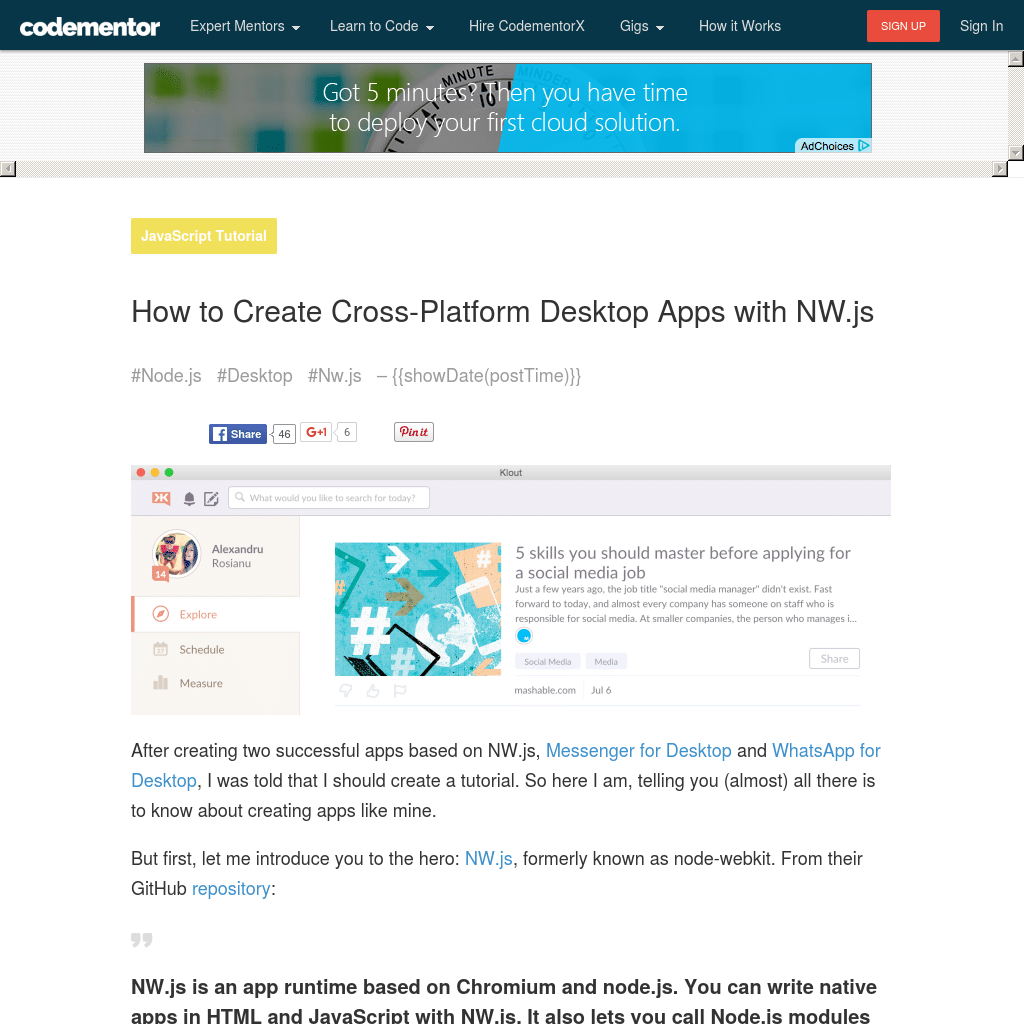 codementor
Expert Mentors
Learn to Code
Hire CodementorX
Gigs
How it Works
SIGN UP
Sign In
MINUTE MINDER
10
Got 5 minutes? Then you have time
to deploy your first cloud solution.
AdChoices
JavaScript Tutorial
How to Create Cross-Platform Desktop Apps with NW.js
#Node.js #Desktop #Nw.js – {{showDate(postTime)}}
Share 46 G+1 6 Pin it
Klout
What would you like to search for today?
Alexandru
Rosianu
14
Explore
Schedule
Measure
5 skills you should master before applying for
a social media job
Just a few years ago, the job title "social media manager" didn't exist. Fast
forward to today, and almost every company has someone on staff who is
responsible for social media. At smaller companies, the person who manages i...
Social Media Media
Share
mashable.com Jul 6
After creating two successful apps based on NW.js, Messenger for Desktop and WhatsApp for
Desktop, I was told that I should create a tutorial. So here I am, telling you (almost) all there is
to know about creating apps like mine.
But first, let me introduce you to the hero: NW.js, formerly known as node-webkit. From their
GitHub repository:
NW.js is an app runtime based on Chromium and node.js. You can write native
apps in HTML and JavaScript with NW.js. It also lets you call Node.js modules